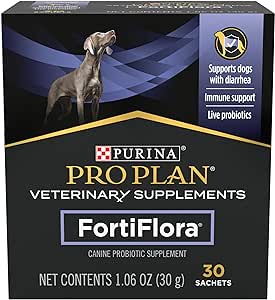 Supports dogs
with diarrhea
Immune support
Live probiotics
PURINA
PRO PLAN®
VETERINARY SUPPLEMENTS
FortiFlora®
CANINE PROBIOTIC SUPPLEMENT
NET CONTENTS 1.06 OZ (30 g)
30
SACHETS